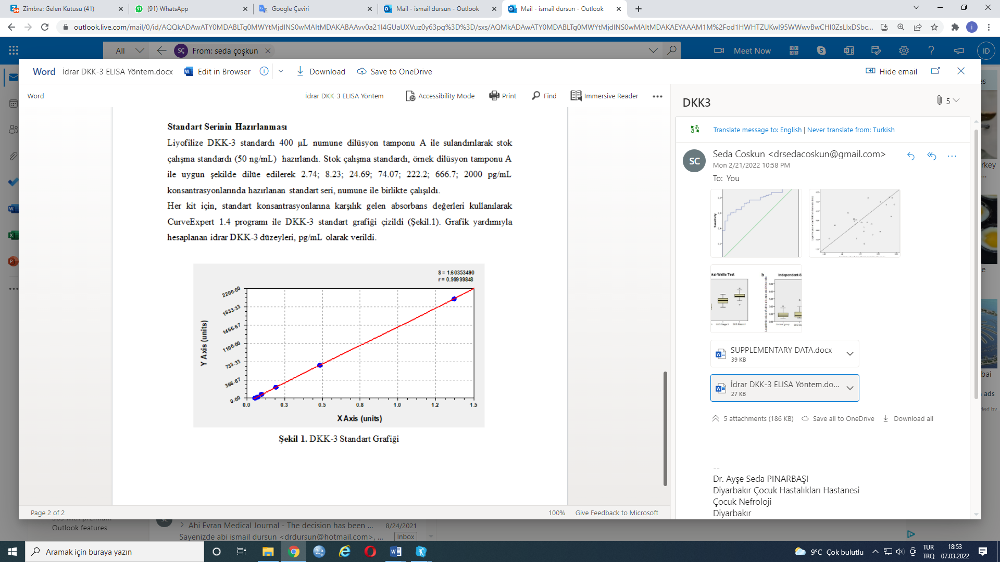 Zimbra: Gelen Kutusu (41)
(91) WhatsApp
Google Çeviri
Mail - ismail dursun - Outlook
Mail - ismail dursun - Outlook
All
SÇ
From: seda çoşkun
Meet Now
ID
Word
İdrar DKK-3 ELISA Yöntem.docx
Edit in Browser
Download
Save to OneDrive
Hide email
Word
İdrar DKK-3 ELISA Yöntem
Accessibility Mode
Print
Find
Immersive Reader
Standart Serinin Hazırlanması
Liyofilize DKK-3 standardı 400 µL numune dilüsyon tamponu A ile sulandırılarak stok
çalışma standardı (50 ng/mL) hazırlandı. Stok çalışma standardı, örnek dilüsyon tamponu A
ile uygun şekilde dilüe edilerek 2.74; 8.23; 24.69; 74.07; 222.2; 666.7; 2000 pg/mL
konsantrasyonlarında hazırlanan standart seri, numune ile birlikte çalışıldı.
Her kit için, standart konsantrasyonlarına karşılık gelen absorbans değerleri kullanılarak
CurveExpert 1.4 programı ile DKK-3 standart grafiği çizildi (Şekil.1). Grafik yardımıyla
hesaplanan idrar DKK-3 düzeyleri, pg/mL olarak verildi.
S = 1.60353490
r = 0.99999848
2200.00
1833.33
1466.67
1100.00
733.33
366.67
0.00
Y Axis (units)
0.0 0.3 0.5 0.8 1.0 1.2 1.5
X Axis (units)
Şekil 1. DKK-3 Standart Grafiği
Page 2 of 2
100%
Give Feedback to Microsoft
DKK3
5
Translate message to: English | Never translate from: Turkish
SC
Seda Coskun <drsedacoskun@gmail.com>
Mon 2/21/2022 10:58 PM
To: You
Sensitivity
kal-Wallis Test
b
Independent-S
SUPPLEMENTARY DATA.docx
39 KB
İdrar DKK-3 ELISA Yöntem.do...
27 KB
5 attachments (186 KB)
Save all to OneDrive
Download all
--
Dr. Ayşe Seda PINARBAŞI
Diyarbakır Çocuk Hastalıkları Hastanesi
Çocuk Nefroloji
Diyarbakır
Outlook features
Ahi Evran Medical Journal - The decision has been ...
8/24/2021
Sayenizde abi ismail dursun <drdursun@hotmail.com>, ...
Inbox
Aramak için buraya yazın
9°C Çok bulutlu
TUR
TRQ
18:53
07.03.2022